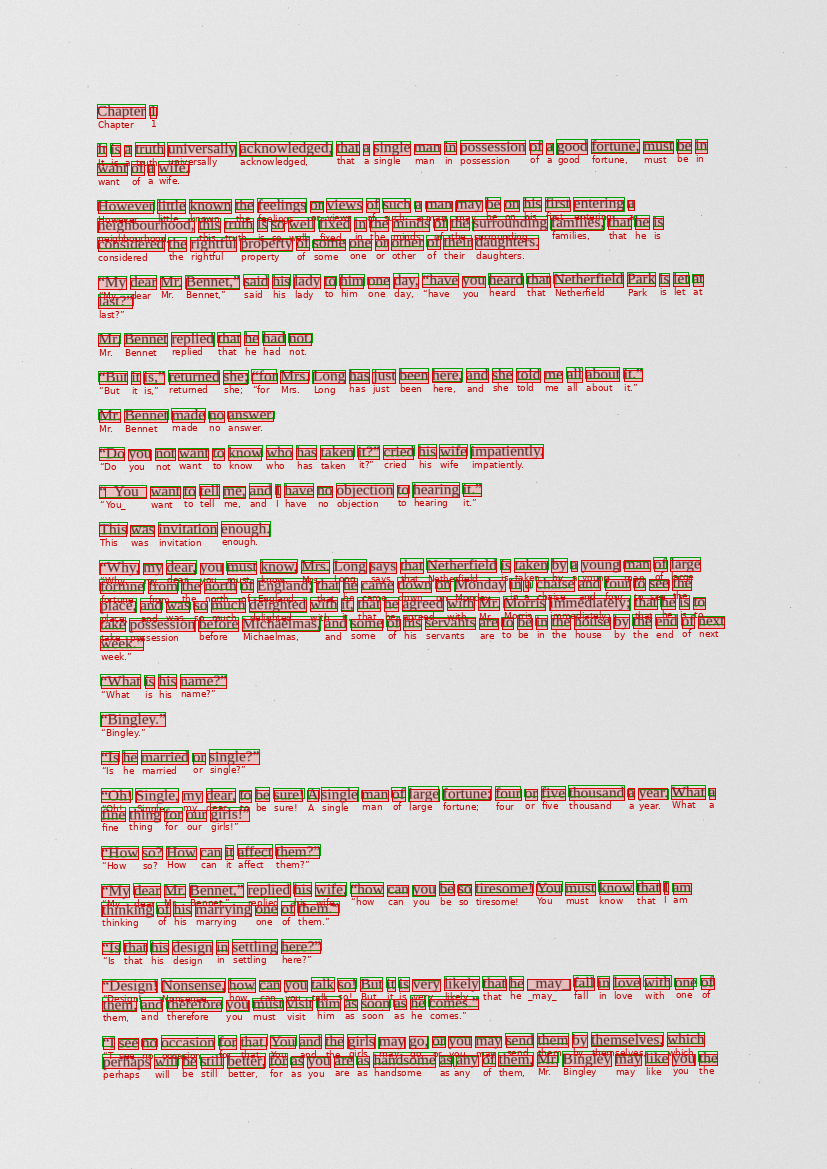 Chapter 1
It is a truth universally acknowledged, that a single man in possession of a good fortune, must be in
want of a wife.
However little known the feelings or views of such a man may be on his first entering a
neighbourhood, this truth is so well fixed in the minds of the surrounding families, that he is
considered the rightful property of some one or other of their daughters.
“My dear Mr. Bennet,” said his lady to him one day, “have you heard that Netherfield Park is let at
last?”
Mr. Bennet replied that he had not.
“But it is,” returned she; “for Mrs. Long has just been here, and she told me all about it.”
Mr. Bennet made no answer.
“Do you not want to know who has taken it?” cried his wife impatiently.
“_You_ want to tell me, and I have no objection to hearing it.”
This was invitation enough.
“Why, my dear, you must know, Mrs. Long says that Netherfield is taken by a young man of large
fortune from the north of England; that he came down on Monday in a chaise and four to see the
place, and was so much delighted with it, that he agreed with Mr. Morris immediately; that he is to
take possession before Michaelmas, and some of his servants are to be in the house by the end of next
week.”
“What is his name?”
“Bingley.”
“Is he married or single?”
“Oh! Single, my dear, to be sure! A single man of large fortune; four or five thousand a year. What a
fine thing for our girls!”
“How so? How can it affect them?”
“My dear Mr. Bennet,” replied his wife, “how can you be so tiresome! You must know that I am
thinking of his marrying one of them.”
“Is that his design in settling here?”
“Design! Nonsense, how can you talk so! But it is very likely that he _may_ fall in love with one of
them, and therefore you must visit him as soon as he comes.”
“I see no occasion for that. You and the girls may go, or you may send them by themselves, which
perhaps will be still better, for as you are as handsome as any of them, Mr. Bingley may like you the